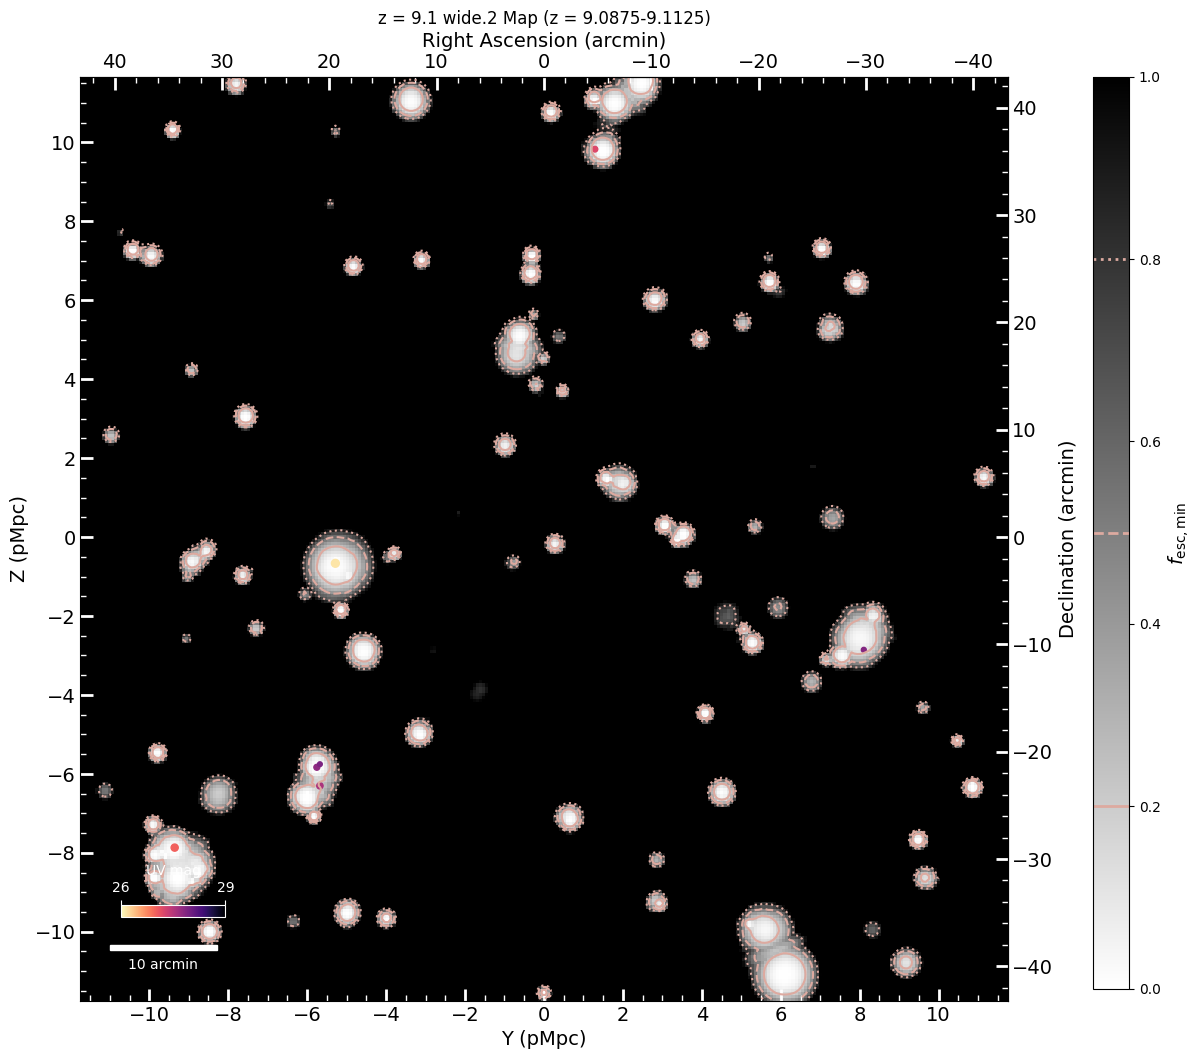 z = 9.1 wide.2 Map (z = 9.0875-9.1125)
Right Ascension (arcmin)
40 30 20 10 0 −10 −20 −30 −40
10
8
6
4
2
0
−2
−4
−6
−8
−10
Z (pMpc)
40
30
20
10
0
−10
−20
−30
−40
Declination (arcmin)
1.0
0.8
0.6
0.4
0.2
0.0
fesc,min
UV mag
26 29
10 arcmin
−10 −8 −6 −4 −2 0 2 4 6 8 10
Y (pMpc)